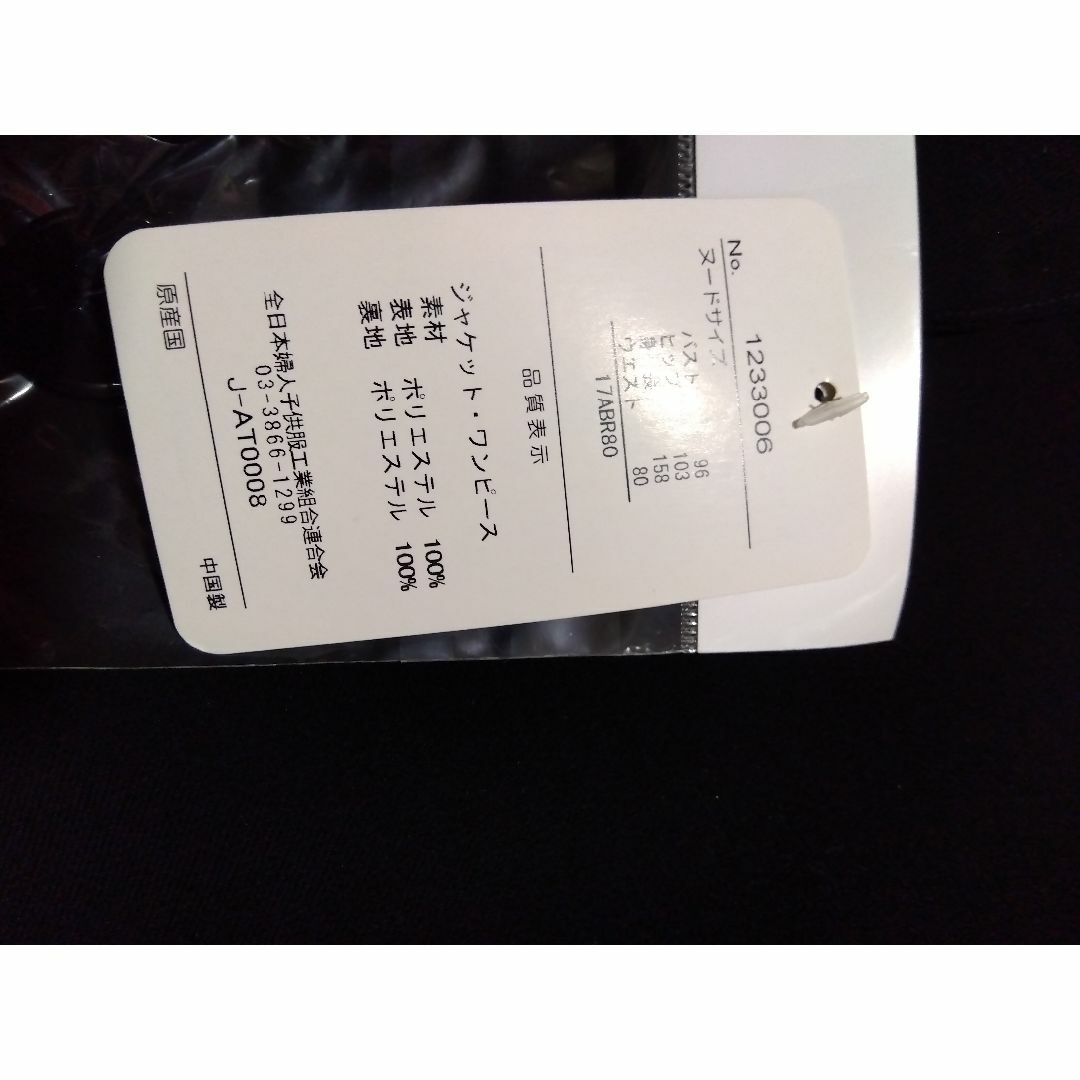 No. 1233006
ヌードサイズ
バスト 96
ヒップ 103
身長 158
ウエスト 80
17ABR80
品質表示
ジャケット・ワンピース
素材
表地 ポリエステル 100%
裏地 ポリエステル 100%
全日本婦人子供服工業組合連合会
03-3866-1299
J-AT0008
原産国 中国製